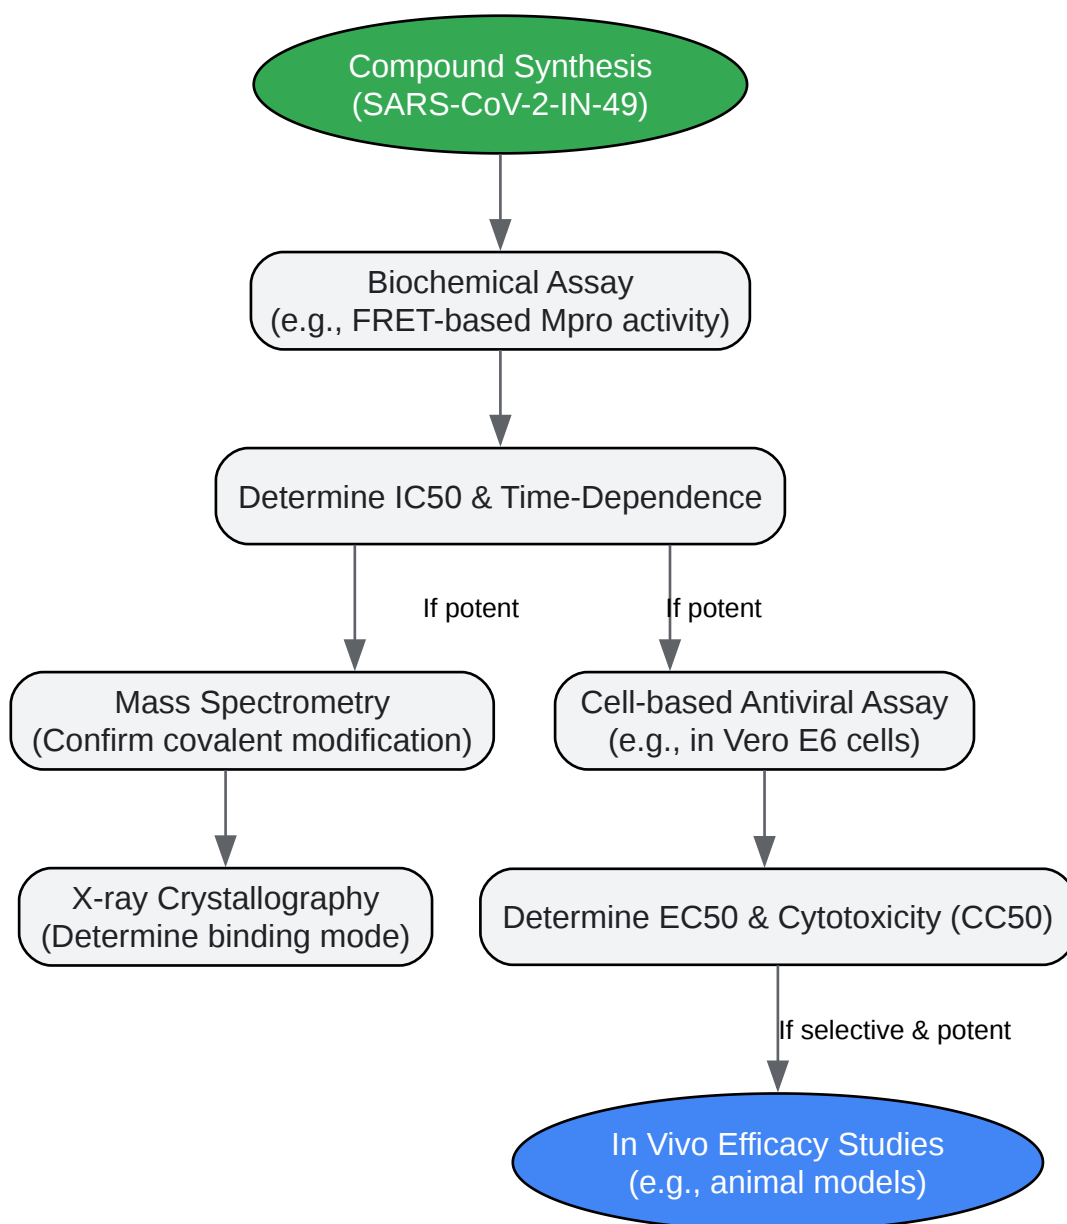 Compound Synthesis
(SARS-CoV-2-IN-49)
Biochemical Assay
(e.g., FRET-based Mpro activity)
Determine IC50 & Time-Dependence
If potent
If potent
Mass Spectrometry
(Confirm covalent modification)
Cell-based Antiviral Assay
(e.g., in Vero E6 cells)
X-ray Crystallography
(Determine binding mode)
Determine EC50 & Cytotoxicity (CC50)
If selective & potent
In Vivo Efficacy Studies
(e.g., animal models)